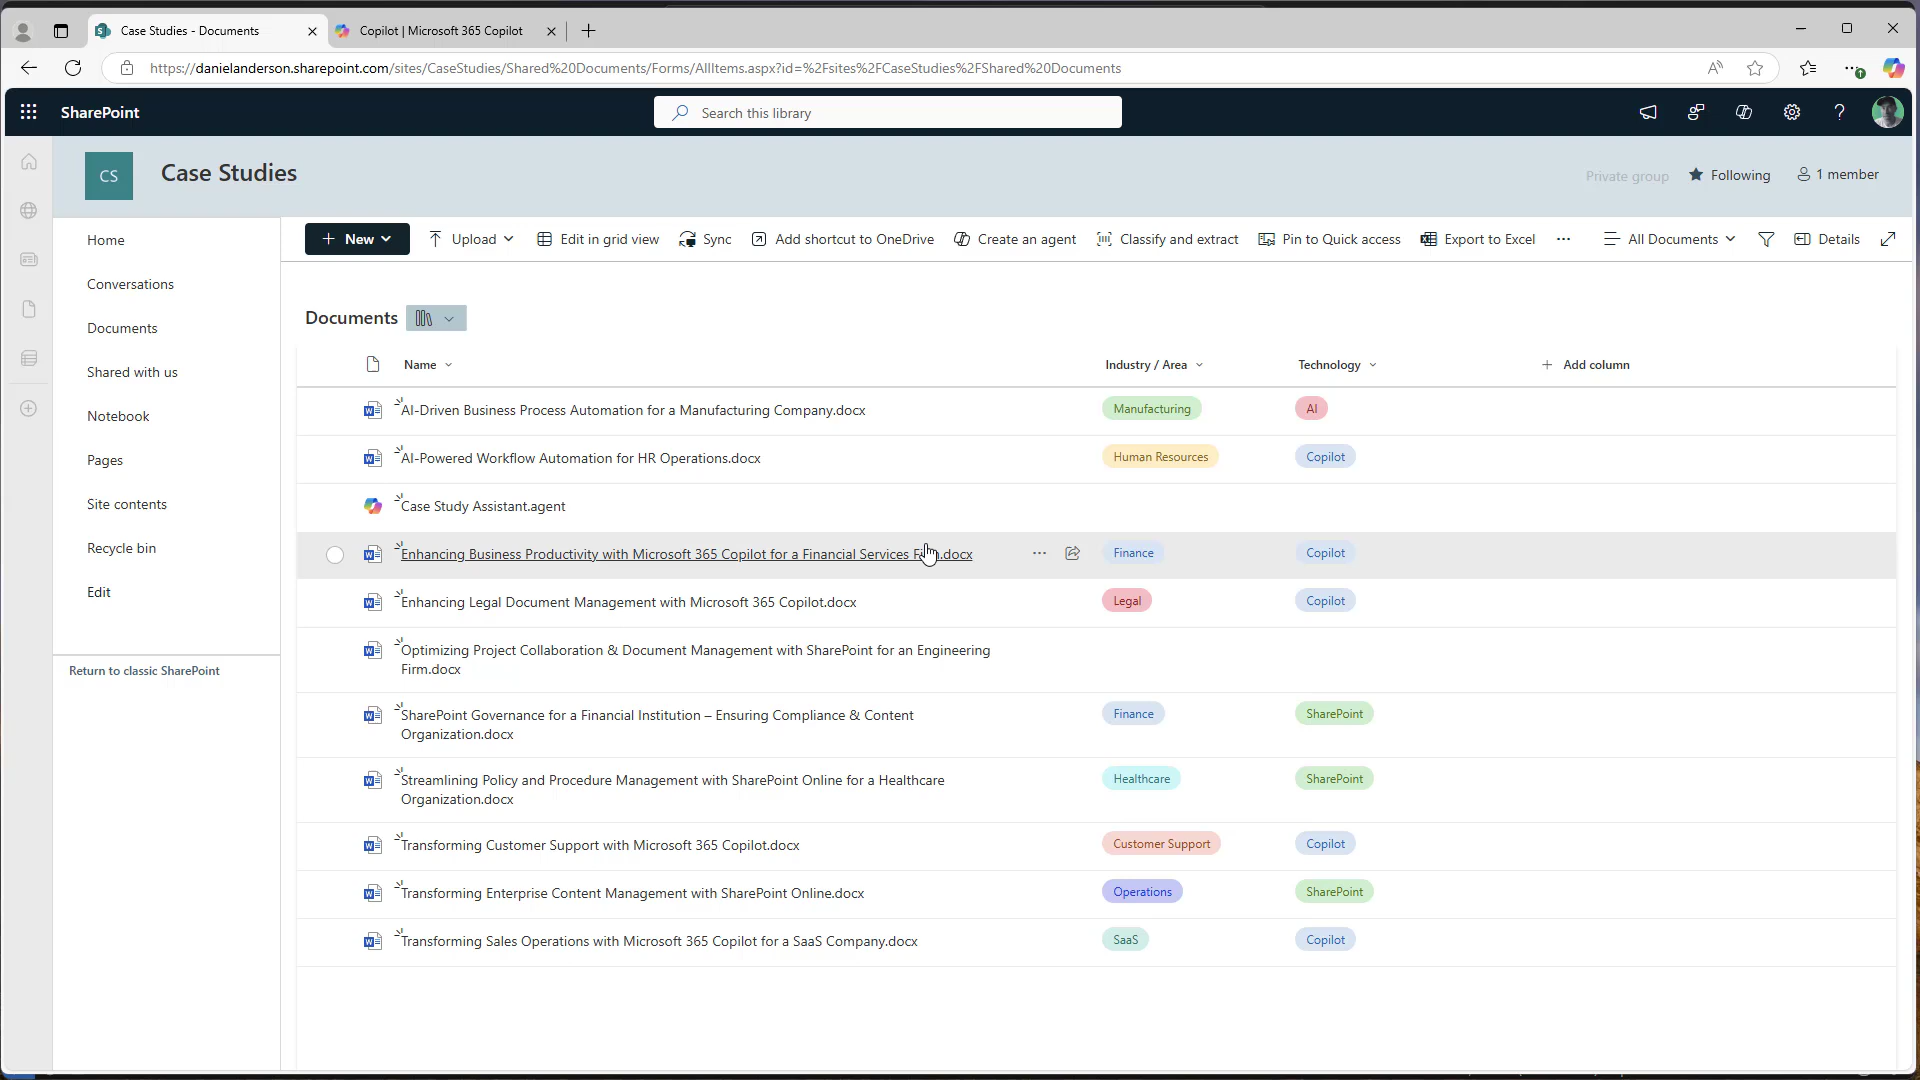 Case Studies - Documents
Copilot | Microsoft 365 Copilot
https://danielanderson.sharepoint.com/sites/CaseStudies/Shared%20Documents/Forms/AllItems.aspx?id=%2Fsites%2FCaseStudies%2FShared%20Documents
SharePoint
Search this library
CS
Case Studies
Private group
Following
1 member
Home
Conversations
Documents
Shared with us
Notebook
Pages
Site contents
Recycle bin
Edit
Return to classic SharePoint
New
Upload
Edit in grid view
Sync
Add shortcut to OneDrive
Create an agent
Classify and extract
Pin to Quick access
Export to Excel
All Documents
Details
Documents
Name
Industry / Area
Technology
Add column
AI-Driven Business Process Automation for a Manufacturing Company.docx
Manufacturing
AI
AI-Powered Workflow Automation for HR Operations.docx
Human Resources
Copilot
Case Study Assistant.agent
Enhancing Business Productivity with Microsoft 365 Copilot for a Financial Services Firm.docx
Finance
Copilot
Enhancing Legal Document Management with Microsoft 365 Copilot.docx
Legal
Copilot
Optimizing Project Collaboration & Document Management with SharePoint for an Engineering
Firm.docx
SharePoint Governance for a Financial Institution – Ensuring Compliance & Content
Organization.docx
Finance
SharePoint
Streamlining Policy and Procedure Management with SharePoint Online for a Healthcare
Organization.docx
Healthcare
SharePoint
Transforming Customer Support with Microsoft 365 Copilot.docx
Customer Support
Copilot
Transforming Enterprise Content Management with SharePoint Online.docx
Operations
SharePoint
Transforming Sales Operations with Microsoft 365 Copilot for a SaaS Company.docx
SaaS
Copilot